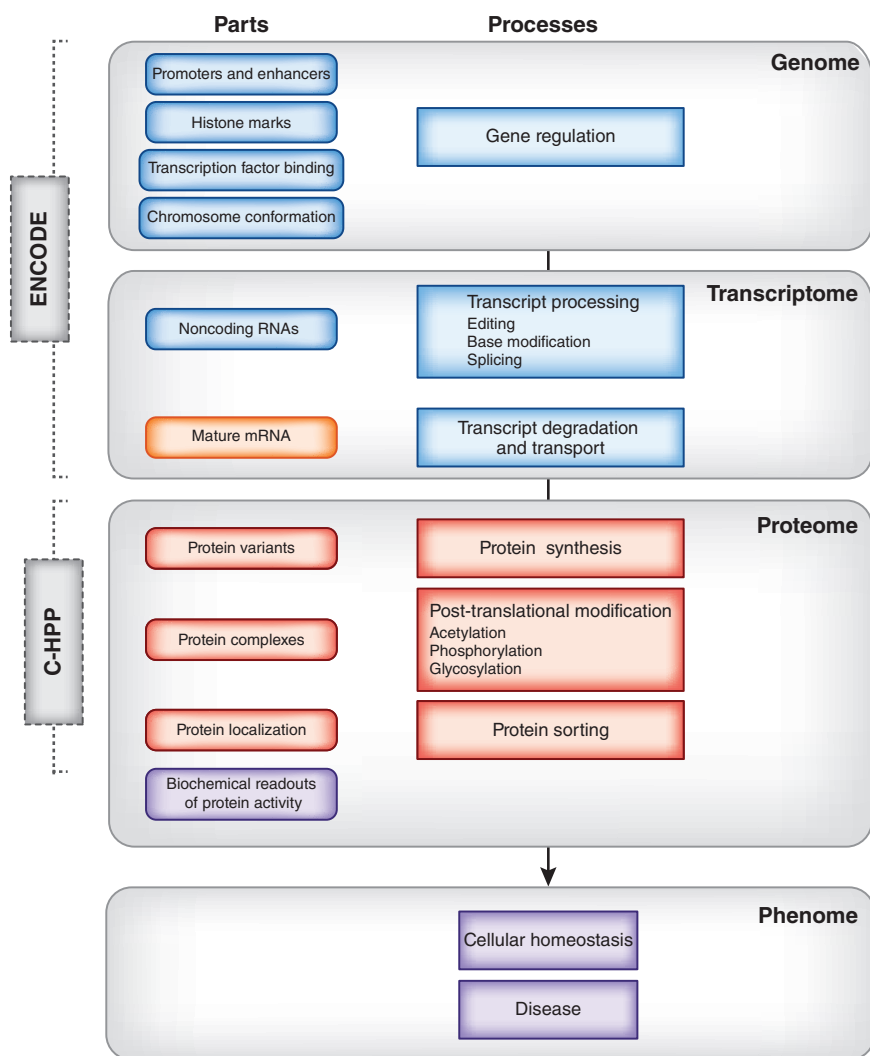 Parts
Processes
ENCODE
Genome
Promoters and enhancers
Histone marks
Transcription factor binding
Chromosome conformation
Gene regulation
Transcriptome
Noncoding RNAs
Mature mRNA
Transcript processing
Editing
Base modification
Splicing
Transcript degradation
and transport
C-HPP
Proteome
Protein variants
Protein complexes
Protein localization
Biochemical readouts
of protein activity
Protein synthesis
Post-translational modification
Acetylation
Phosphorylation
Glycosylation
Protein sorting
Phenome
Cellular homeostasis
Disease